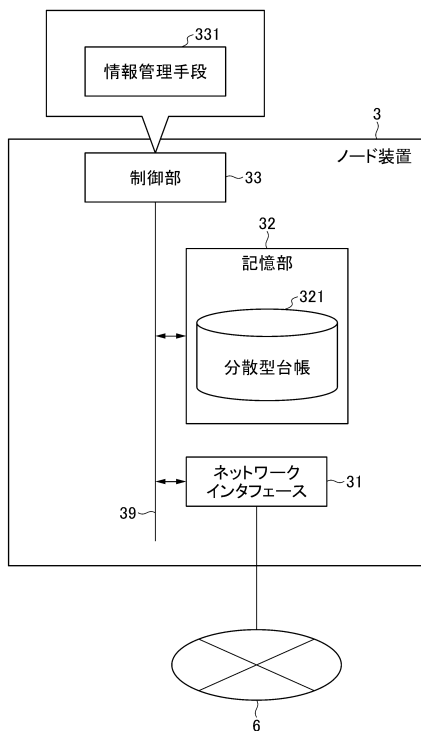 331
情報管理手段
3
ノード装置
制御部
33
32
記憶部
321
分散型台帳
ネットワーク
インタフェース
31
39
6